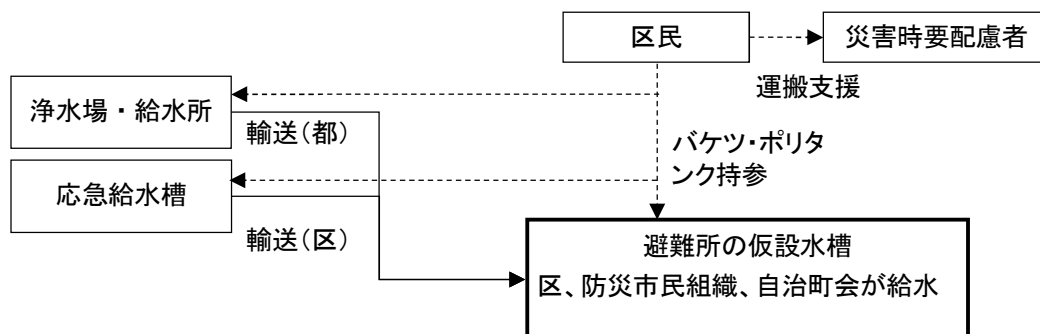 区民
災害時要配慮者
運搬支援
浄水場・給水所
輸送（都）
バケツ・ポリタ
ンク持参
応急給水槽
輸送（区）
避難所の仮設水槽
区、防災市民組織、自治町会が給水